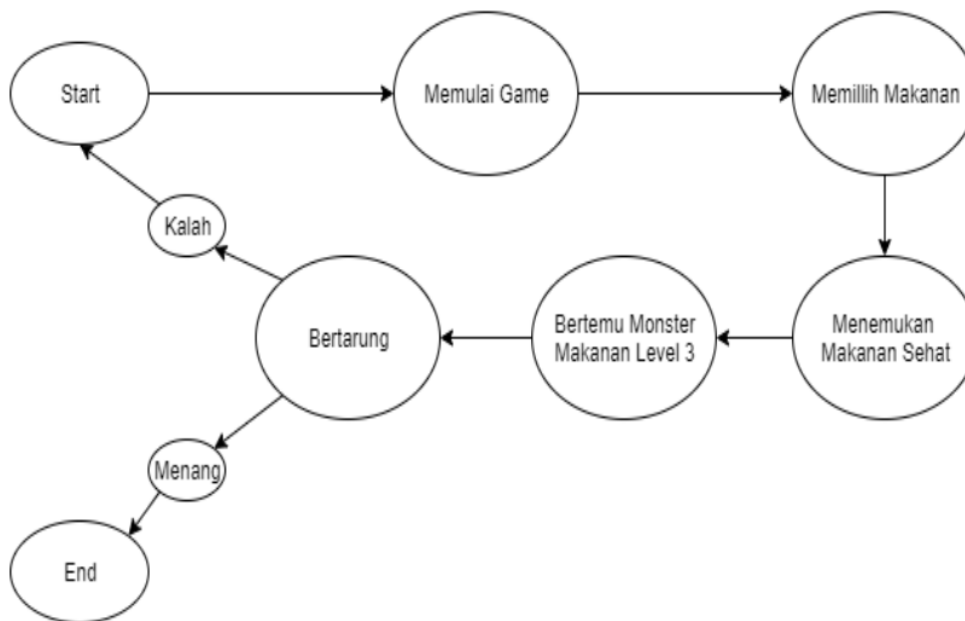 Start
Memulai Game
Memillih Makanan
Kalah
Bertarung
Bertemu Monster
Makanan Level 3
Menemukan
Makanan Sehat
Menang
End